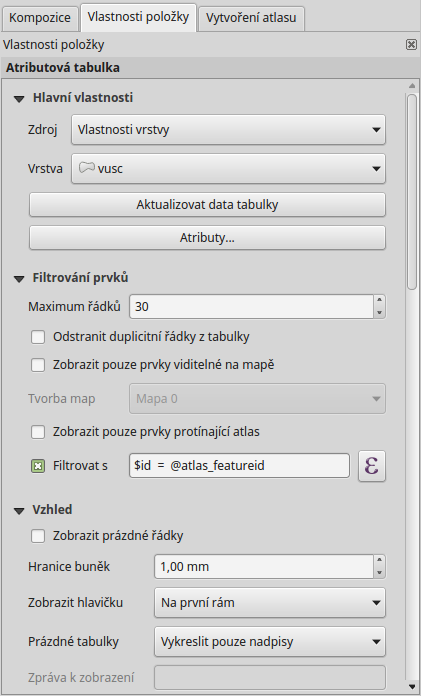 Kompozice Vlastnosti položky Vytvoření atlasu
Vlastnosti položky
Atributová tabulka
Hlavní vlastnosti
Zdroj Vlastnosti vrstvy
Vrstva vusc
Aktualizovat data tabulky
Atributy...
Filtrování prvků
Maximum řádků 30
Odstranit duplicitní řádky z tabulky
Zobrazit pouze prvky viditelné na mapě
Tvorba map Mapa 0
Zobrazit pouze prvky protínající atlas
Filtrovat s $id = @atlas_featureid ε
Vzhled
Zobrazit prázdné řádky
Hranice buněk 1,00 mm
Zobrazit hlavičku Na první rám
Prázdné tabulky Vykreslit pouze nadpisy
Zpráva k zobrazení